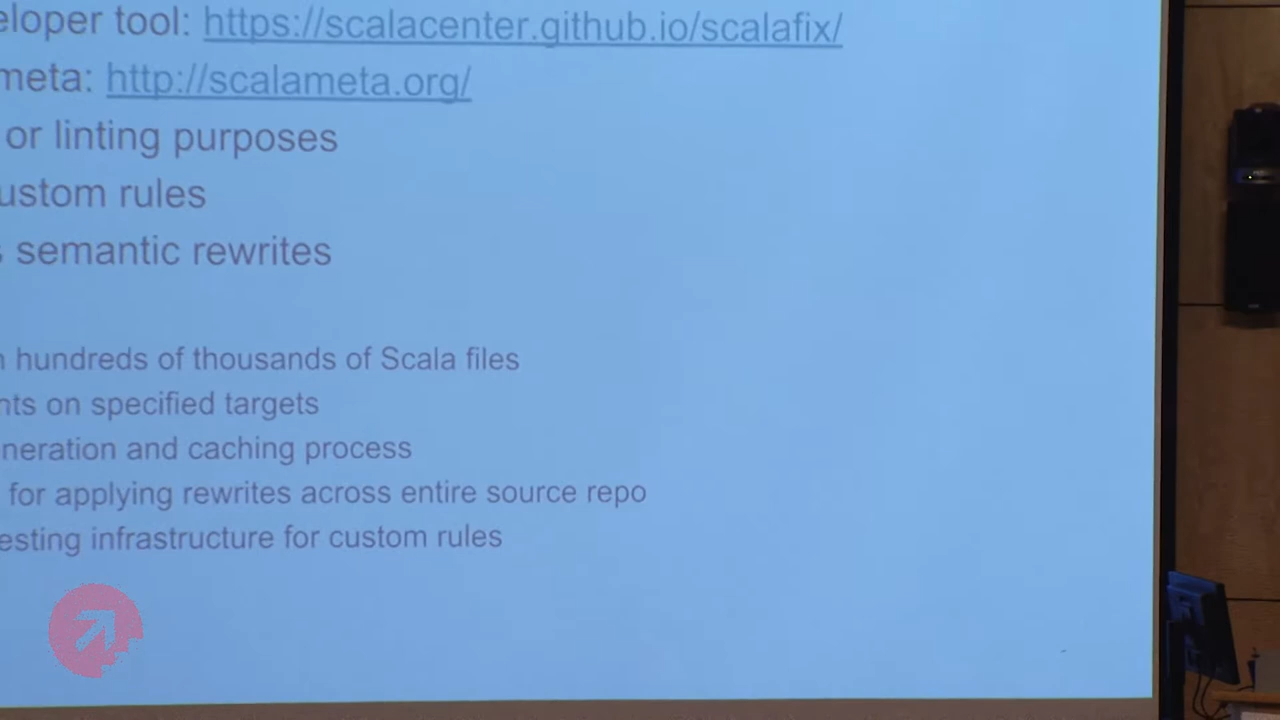 eloper tool: https://scalacenter.github.io/scalafix/
meta: http://scalameta.org/
or linting purposes
ustom rules
s semantic rewrites
n hundreds of thousands of Scala files
nts on specified targets
neration and caching process
for applying rewrites across entire source repo
esting infrastructure for custom rules